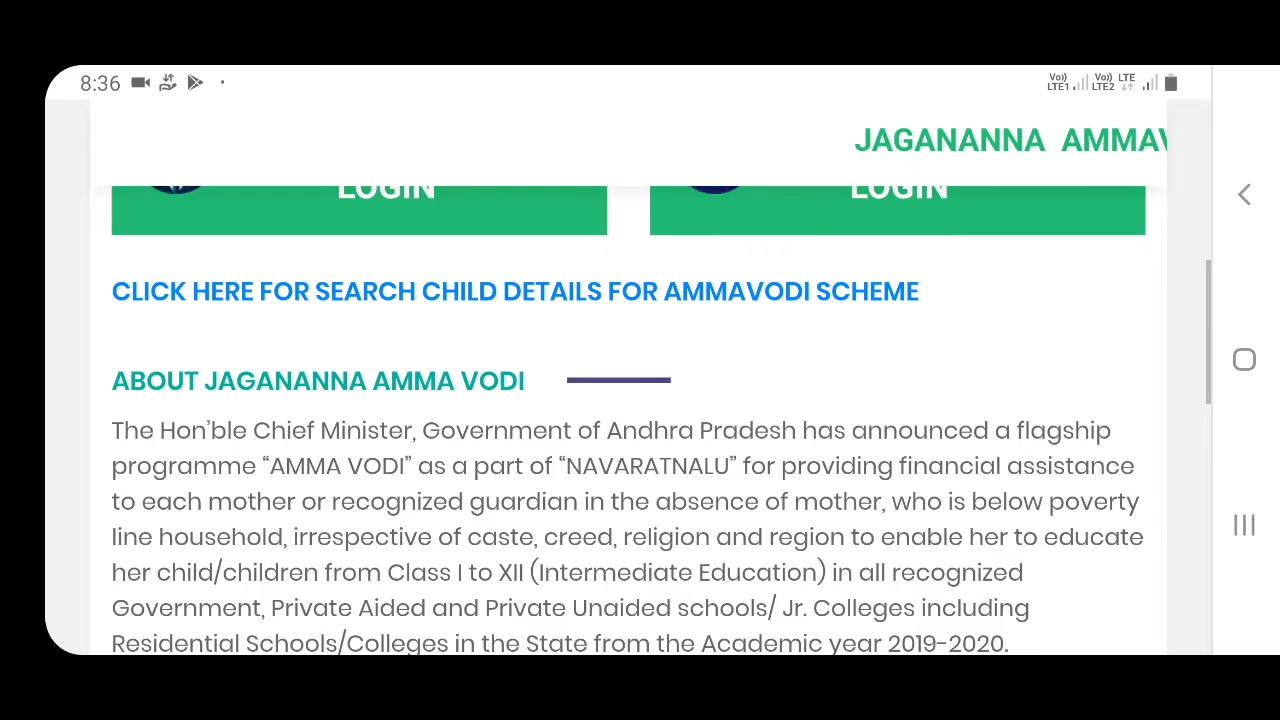 8:36
Vo)) LTE1 Vo)) LTE2 LTE
JAGANANNA AMMAV
LOGIN LOGIN
CLICK HERE FOR SEARCH CHILD DETAILS FOR AMMAVODI SCHEME
ABOUT JAGANANNA AMMA VODI
The Hon’ble Chief Minister, Government of Andhra Pradesh has announced a flagship
programme “AMMA VODI” as a part of “NAVARATNALU” for providing financial assistance
to each mother or recognized guardian in the absence of mother, who is below poverty
line household, irrespective of caste, creed, religion and region to enable her to educate
her child/children from Class I to XII (Intermediate Education) in all recognized
Government, Private Aided and Private Unaided schools/ Jr. Colleges including
Residential Schools/Colleges in the State from the Academic year 2019-2020.